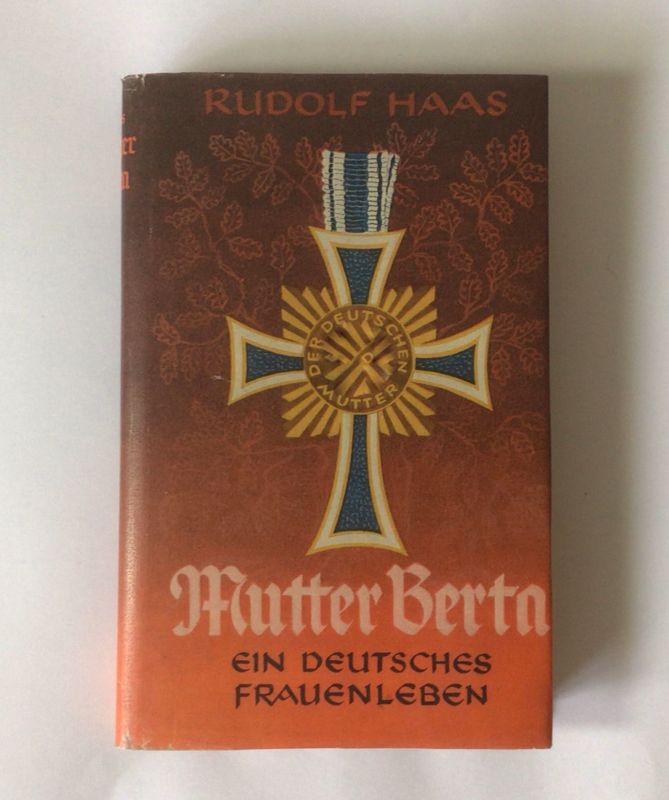 RUDOLF HAAS
DER DEUTSCHEN
MUTTER
Mutter Berta
EIN DEUTSCHES
FRAUENLEBEN